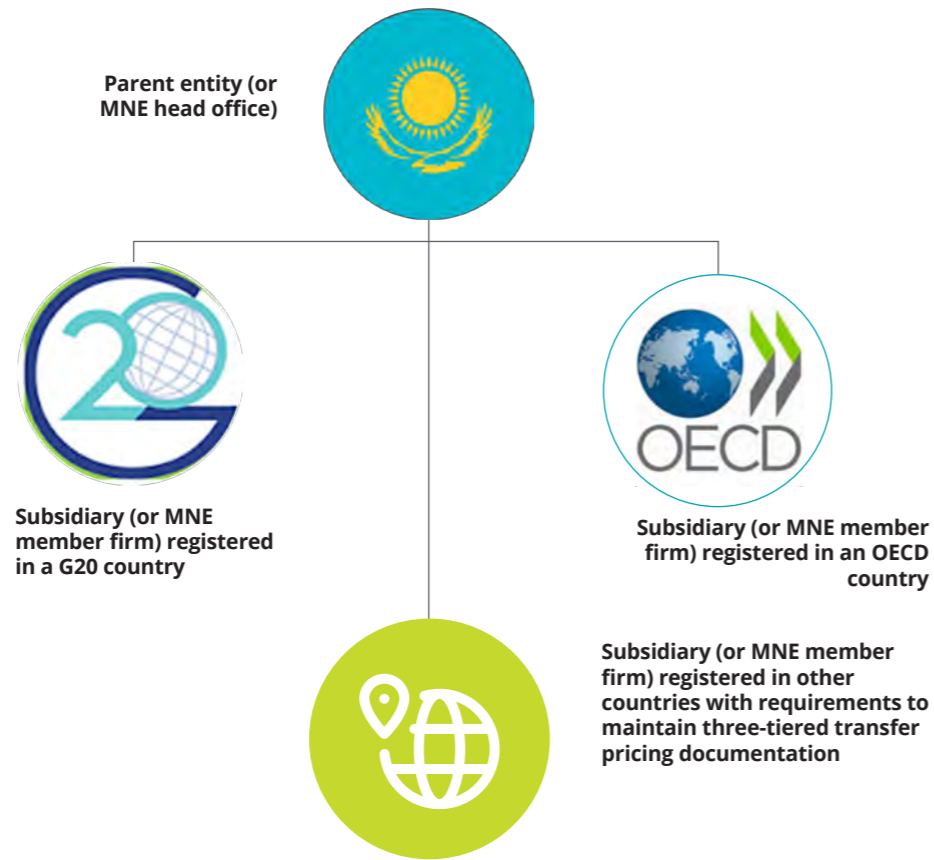 Parent entity (or
MNE head office)
G20
OECD
Subsidiary (or MNE
member firm) registered
in a G20 country
Subsidiary (or MNE member
firm) registered in an OECD
country
Subsidiary (or MNE member
firm) registered in other
countries with requirements to
maintain three-tiered transfer
pricing documentation